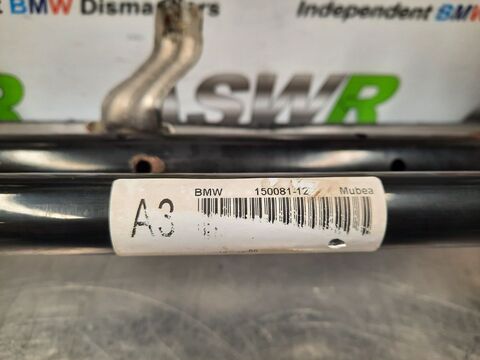 BMW Dismantlers
Independent BMW
ASWR
BMW 150081-12 Mubea
A3